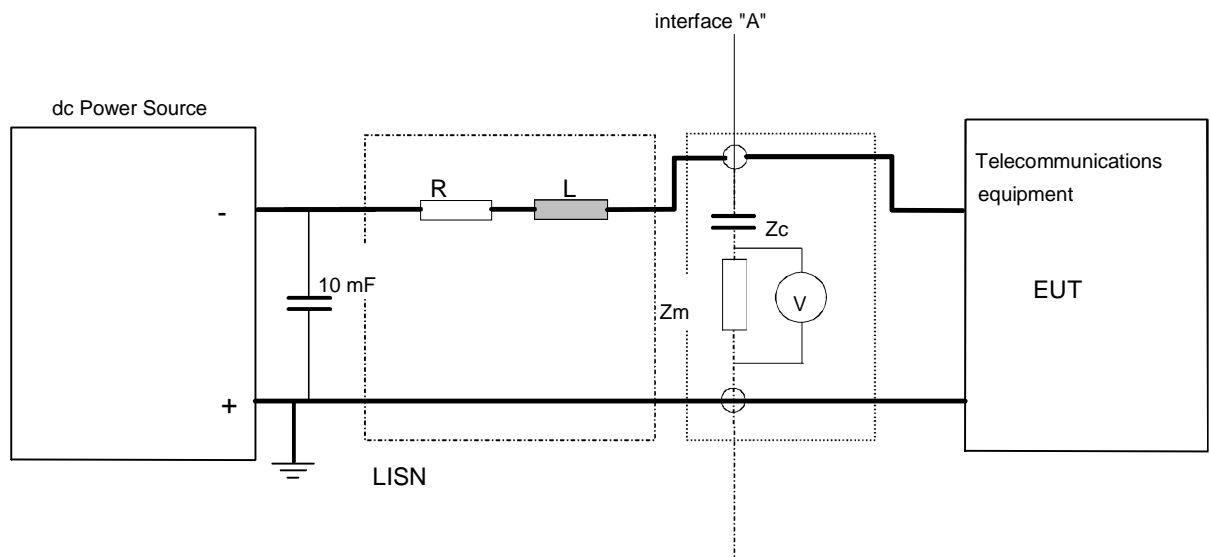 interface "A"
dc Power Source
Telecommunications
equipment
R
L
-
Zc
10 mF
EUT
Zm
V
+
LISN